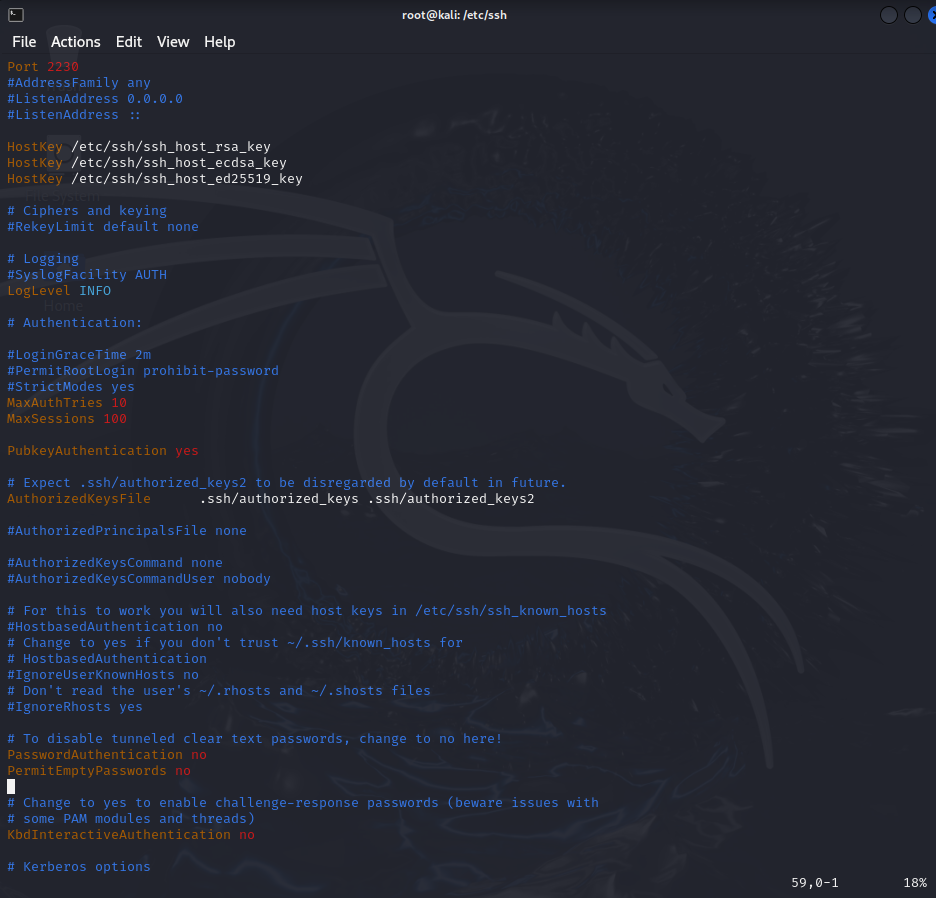 root@kali: /etc/ssh
File Actions Edit View Help
Port 2230
#AddressFamily any
#ListenAddress 0.0.0.0
#ListenAddress ::
HostKey /etc/ssh/ssh_host_rsa_key
HostKey /etc/ssh/ssh_host_ecdsa_key
HostKey /etc/ssh/ssh_host_ed25519_key
# Ciphers and keying
#RekeyLimit default none
# Logging
#SyslogFacility AUTH
LogLevel INFO
Home
# Authentication:
#LoginGraceTime 2m
#PermitRootLogin prohibit-password
#StrictModes yes
MaxAuthTries 10
MaxSessions 100
PubkeyAuthentication yes
# Expect .ssh/authorized_keys2 to be disregarded by default in future.
AuthorizedKeysFile      .ssh/authorized_keys .ssh/authorized_keys2
#AuthorizedPrincipalsFile none
#AuthorizedKeysCommand none
#AuthorizedKeysCommandUser nobody
# For this to work you will also need host keys in /etc/ssh/ssh_known_hosts
#HostbasedAuthentication no
# Change to yes if you don't trust ~/.ssh/known_hosts for
# HostbasedAuthentication
#IgnoreUserKnownHosts no
# Don't read the user's ~/.rhosts and ~/.shosts files
#IgnoreRhosts yes
# To disable tunneled clear text passwords, change to no here!
PasswordAuthentication no
PermitEmptyPasswords no
# Change to yes to enable challenge-response passwords (beware issues with
# some PAM modules and threads)
KbdInteractiveAuthentication no
# Kerberos options
59,0-1 18%